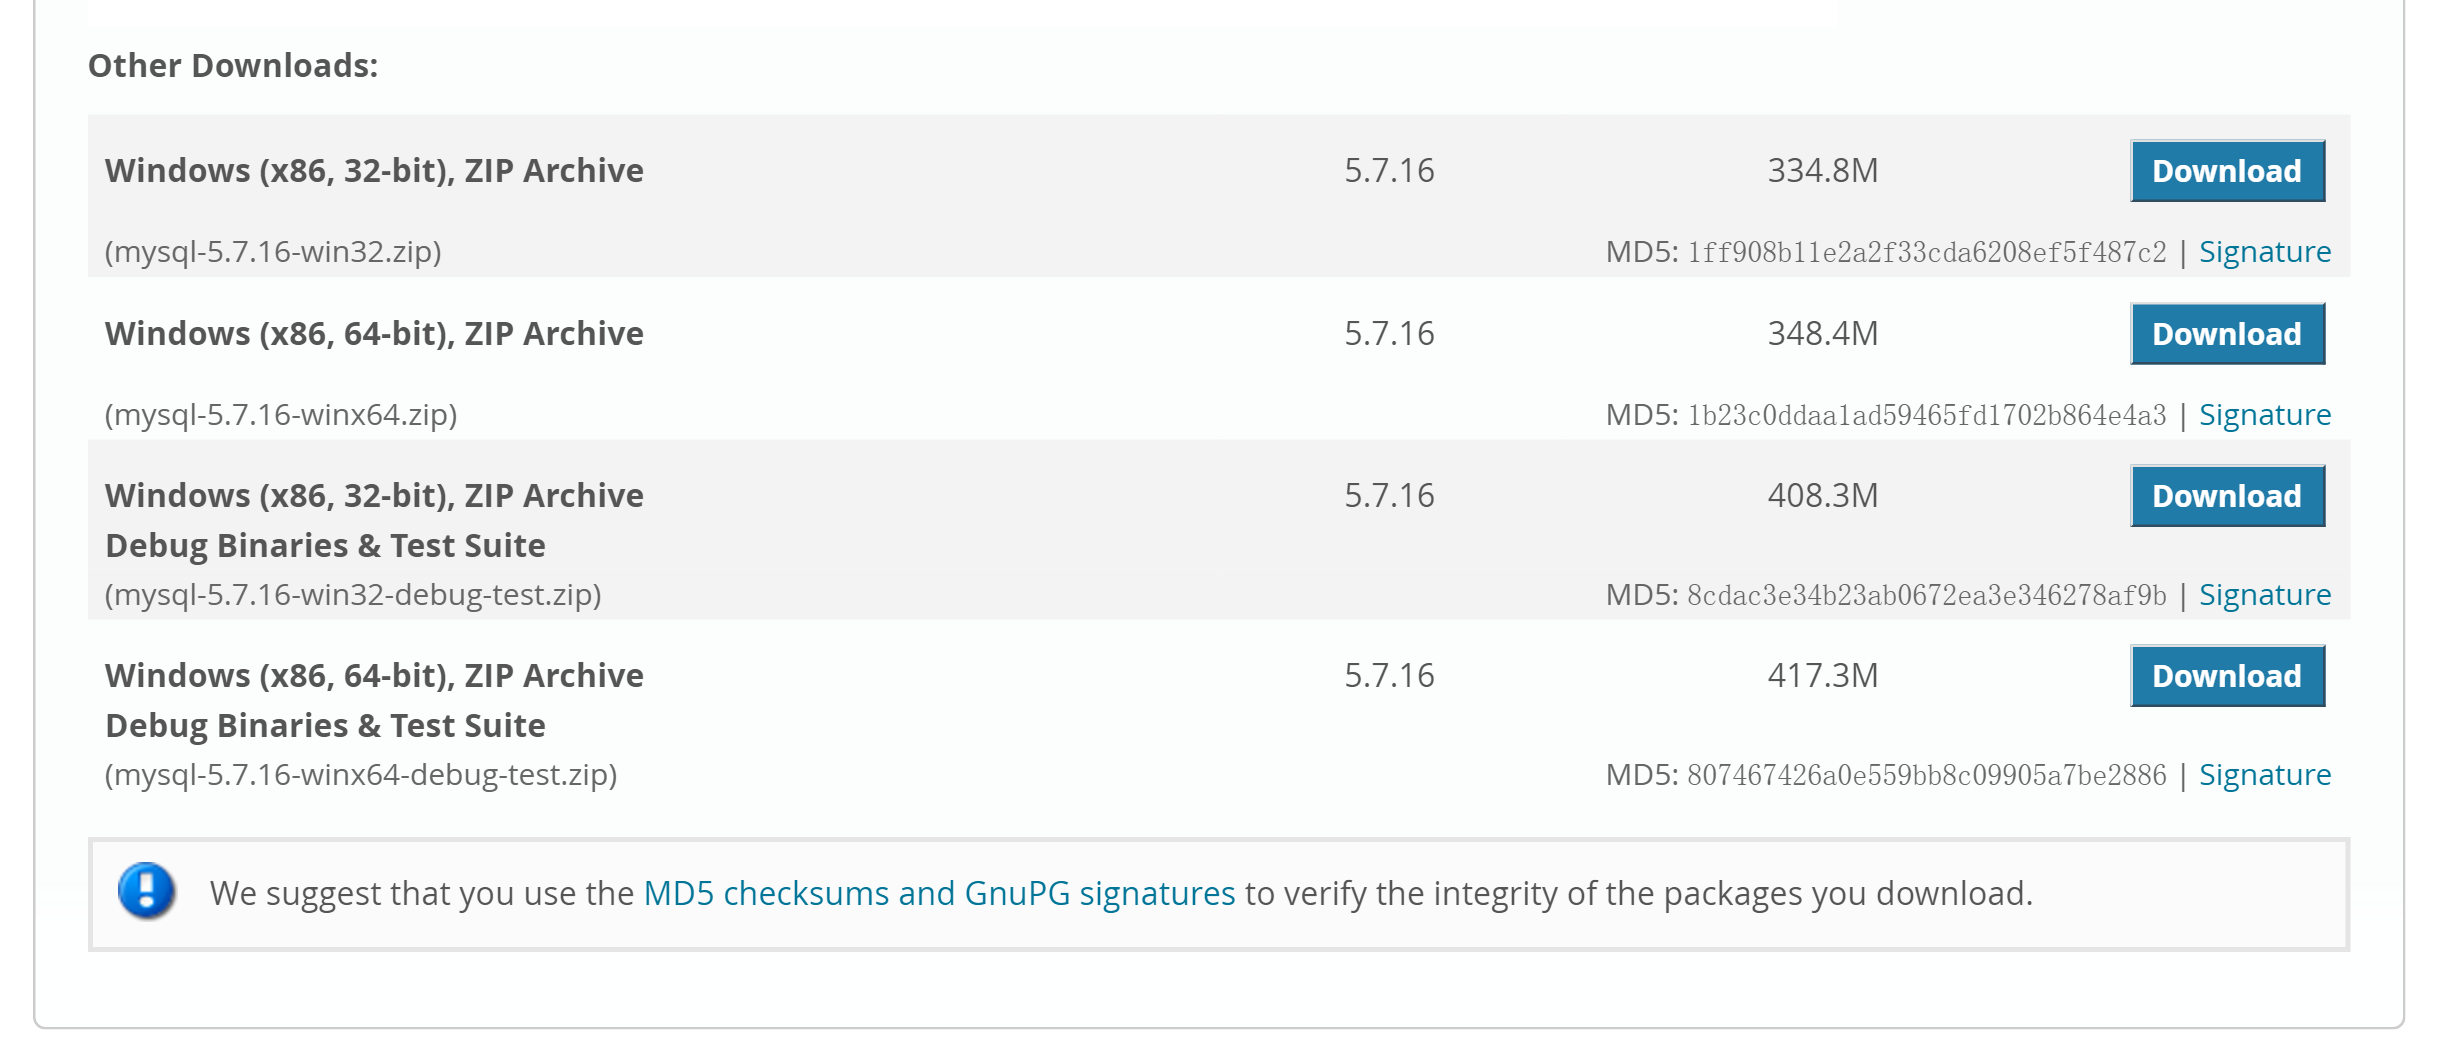 Other Downloads:
Windows (x86, 32-bit), ZIP Archive 5.7.16 334.8M Download
(mysql-5.7.16-win32.zip) MD5: 1ff908b11e2a2f33cda6208ef5f487c2 | Signature
Windows (x86, 64-bit), ZIP Archive 5.7.16 348.4M Download
(mysql-5.7.16-winx64.zip) MD5: 1b23c0ddaa1ad59465fd1702b864e4a3 | Signature
Windows (x86, 32-bit), ZIP Archive 5.7.16 408.3M Download
Debug Binaries & Test Suite
(mysql-5.7.16-win32-debug-test.zip) MD5: 8cdac3e34b23ab0672ea3e346278af9b | Signature
Windows (x86, 64-bit), ZIP Archive 5.7.16 417.3M Download
Debug Binaries & Test Suite
(mysql-5.7.16-winx64-debug-test.zip) MD5: 807467426a0e559bb8c09905a7be2886 | Signature
We suggest that you use the MD5 checksums and GnuPG signatures to verify the integrity of the packages you download.